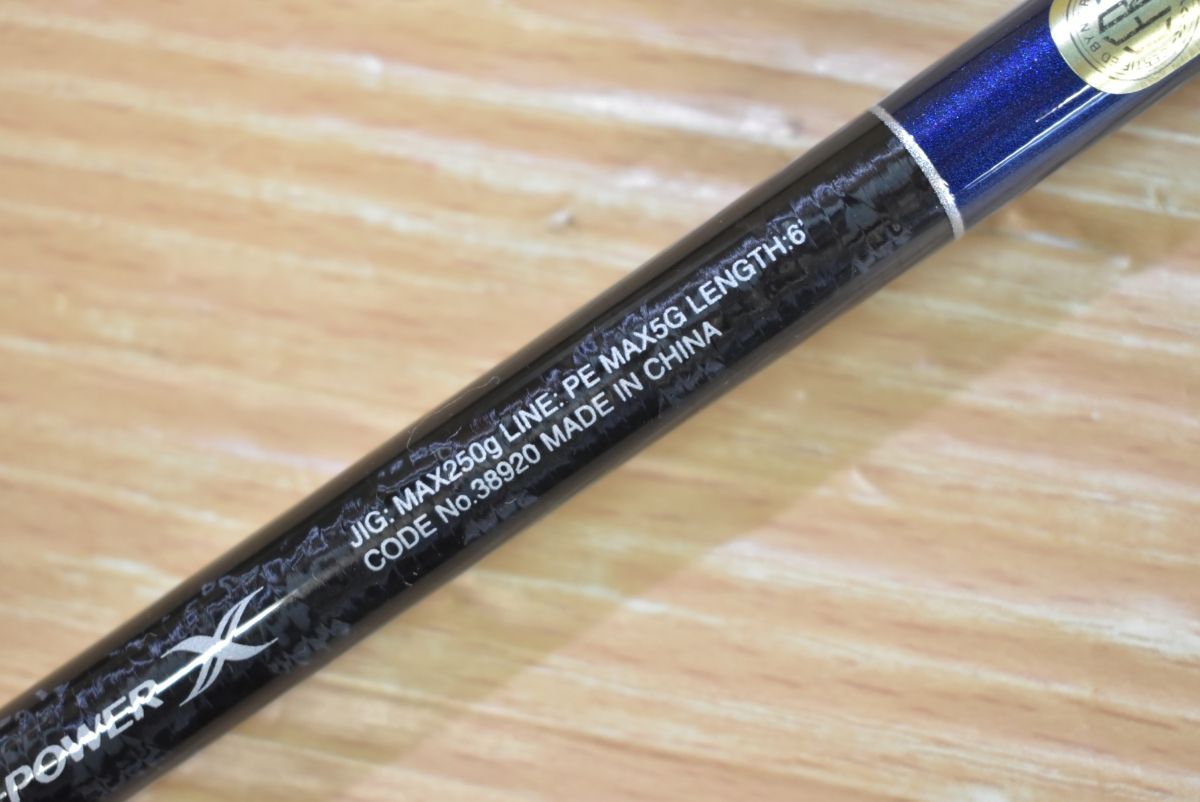 JIG: MAX250g LINE: PE MAX5G LENGTH:6'
CODE No.38920 MADE IN CHINA
-POWER X